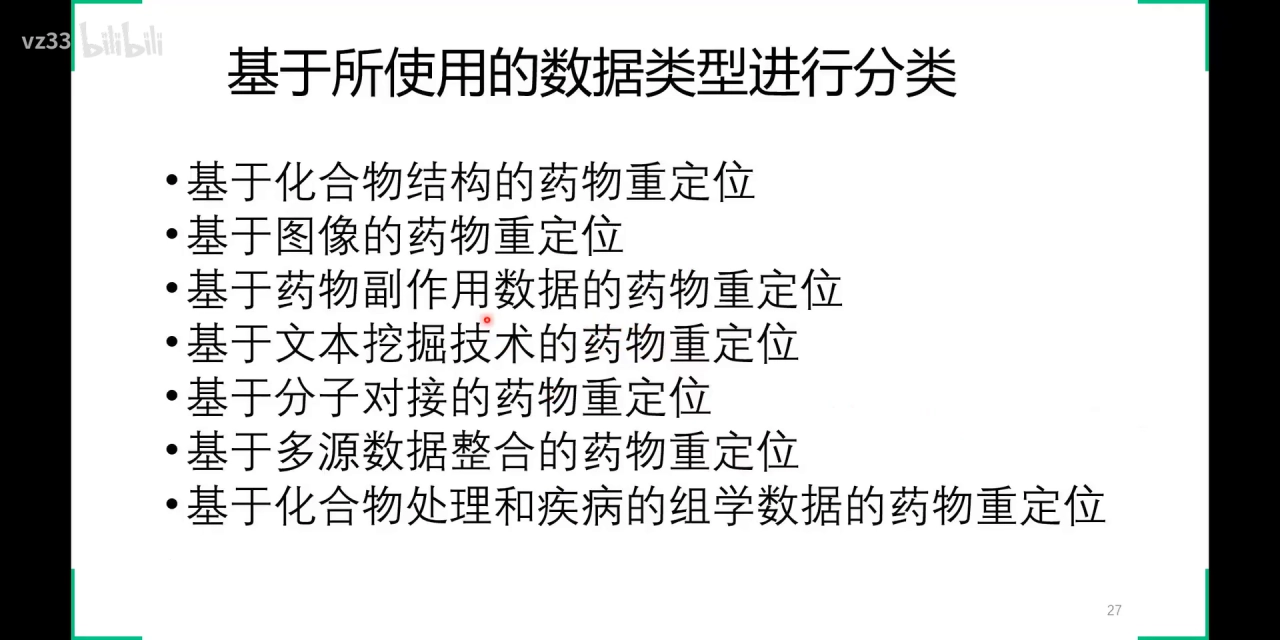 vz33 bilibili
基于所使用的数据类型进行分类
•基于化合物结构的药物重定位
•基于图像的药物重定位
•基于药物副作用数据的药物重定位
•基于文本挖掘技术的药物重定位
•基于分子对接的药物重定位
•基于多源数据整合的药物重定位
•基于化合物处理和疾病的组学数据的药物重定位
27